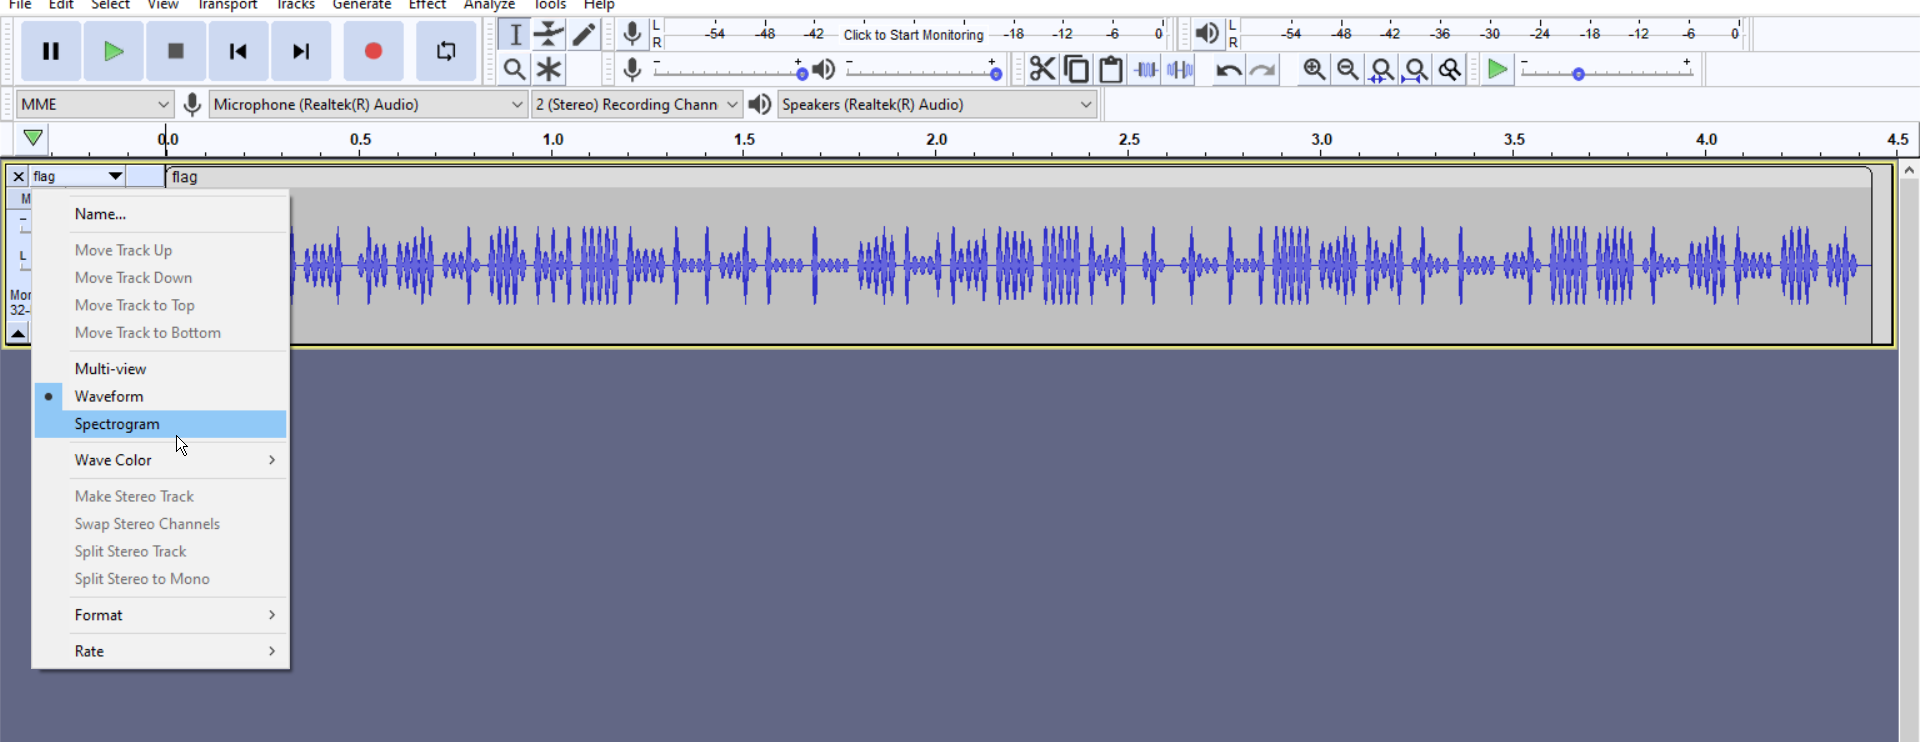 File Edit Select View Transport Tracks Generate Effect Analyze Tools Help
L
R
-54 -48 -42 Click to Start Monitoring -18 -12 -6 0
L
R
-54 -48 -42 -36 -30 -24 -18 -12 -6 0
- +
- +
- +
MME Microphone (Realtek(R) Audio) 2 (Stereo) Recording Chann Speakers (Realtek(R) Audio)
0.0 0.5 1.0 1.5 2.0 2.5 3.0 3.5 4.0 4.5
flag flag
M
L
Mor
32-
Name...
Move Track Up
Move Track Down
Move Track to Top
Move Track to Bottom
Multi-view
Waveform
Spectrogram
Wave Color
Make Stereo Track
Swap Stereo Channels
Split Stereo Track
Split Stereo to Mono
Format
Rate